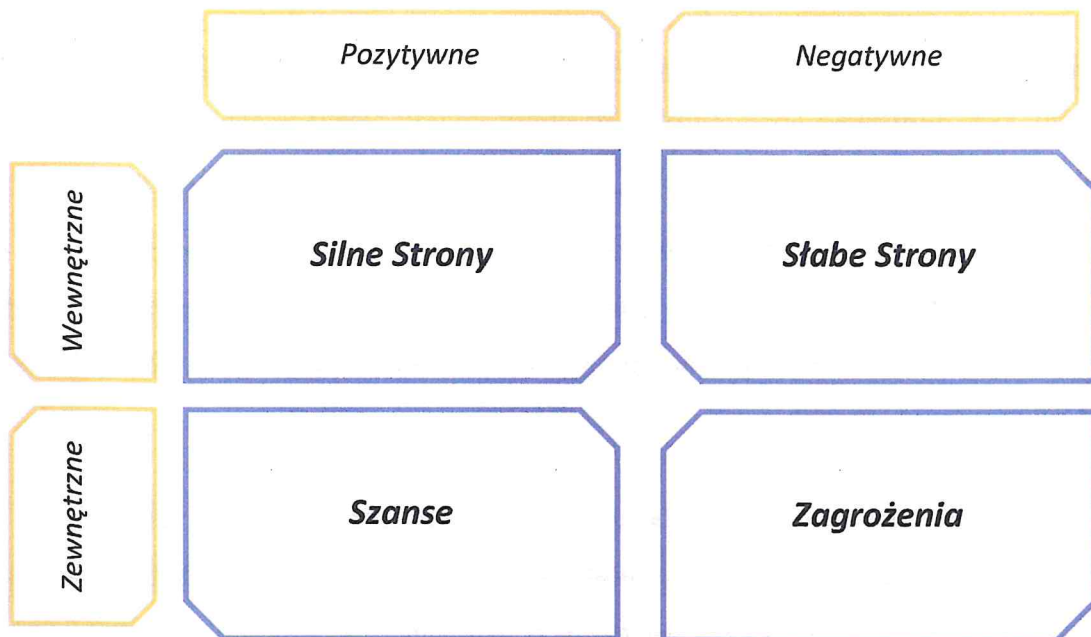 Pozytywne
Negatywne
Wewnętrzne
Silne Strony
Słabe Strony
Zewnętrzne
Szanse
Zagrożenia